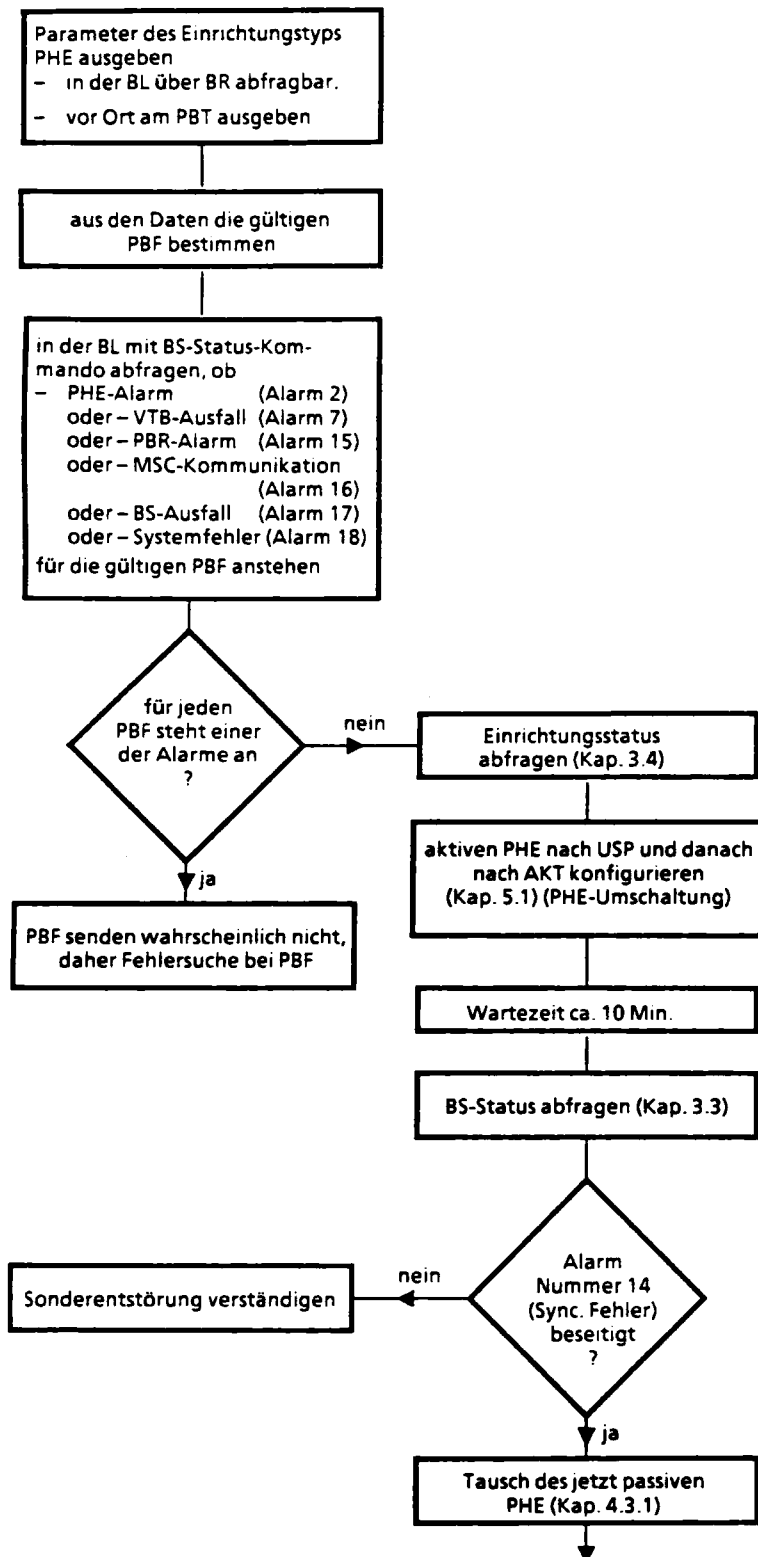 Parameter des Einrichtungstyps
PHE ausgeben
– in der BL über BR abfragbar.
– vor Ort am PBT ausgeben
aus den Daten die gültigen
PBF bestimmen
in der BL mit BS-Status-Kom-
mando abfragen, ob
– PHE-Alarm (Alarm 2)
oder – VTB-Ausfall (Alarm 7)
oder – PBR-Alarm (Alarm 15)
oder – MSC-Kommunikation
(Alarm 16)
oder – BS-Ausfall (Alarm 17)
oder – Systemfehler (Alarm 18)
für die gültigen PBF anstehen
für jeden
PBF steht einer
der Alarme an
?
nein
Einrichtungsstatus
abfragen (Kap. 3.4)
ja
PBF senden wahrscheinlich nicht,
daher Fehlersuche bei PBF
aktiven PHE nach USP und danach
nach AKT konfigurieren
(Kap. 5.1) (PHE-Umschaltung)
Wartezeit ca. 10 Min.
BS-Status abfragen (Kap. 3.3)
Alarm
Nummer 14
(Sync. Fehler)
beseitigt
?
nein
Sonderentstörung verständigen
ja
Tausch des jetzt passiven
PHE (Kap. 4.3.1)